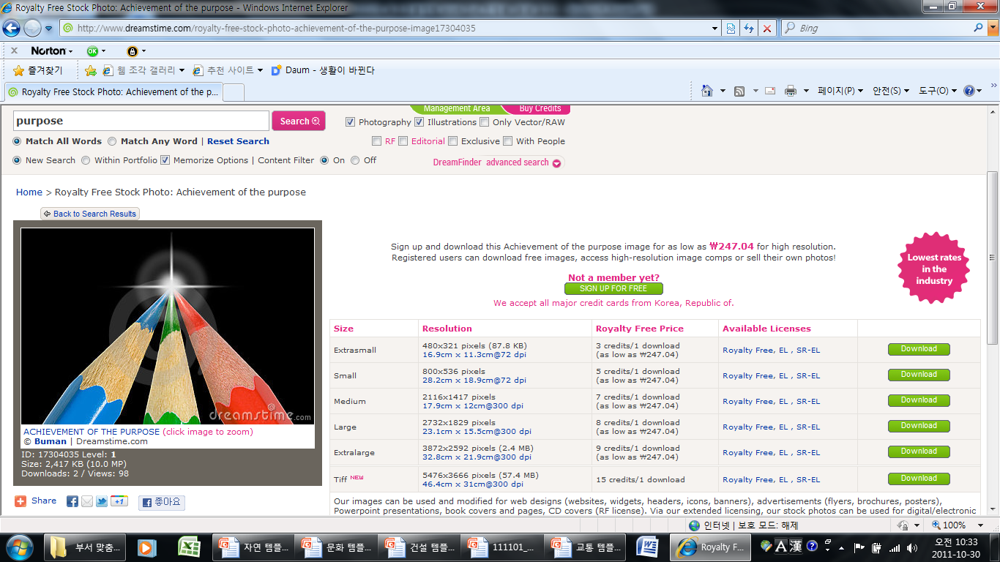 Royalty Free Stock Photo: Achievement of the purpose - Windows Internet Explorer
http://www.dreamstime.com/royalty-free-stock-photo-achievement-of-the-purpose-image17304035
Bing
Norton
OK
즐겨찾기
웹 조각 갤러리
추천 사이트
Daum - 생활이 바뀐다
Royalty Free Stock Photo: Achievement of the p...
페이지(P)
안전(S)
도구(O)
Management Area
Buy Credits
purpose
Search
Photography Illustrations Only Vector/RAW
Match All Words Match Any Word | Reset Search
RF Editorial Exclusive With People
New Search Within Portfolio Memorize Options | Content Filter On Off
DreamFinder advanced search
Home > Royalty Free Stock Photo: Achievement of the purpose
Back to Search Results
Sign up and download this Achievement of the purpose image for as low as ₩247.04 for high resolution.
Registered users can download free images, access high-resolution image comps or sell their own photos!
Lowest rates
in the
industry
Not a member yet?
SIGN UP FOR FREE
We accept all major credit cards from Korea, Republic of.
Size Resolution Royalty Free Price Available Licenses
Extrasmall 480x321 pixels (87.8 KB) 3 credits/1 download Royalty Free, EL , SR-EL Download
16.9cm x 11.3cm@72 dpi (as low as ₩247.04)
Small 800x536 pixels 5 credits/1 download Royalty Free, EL , SR-EL Download
28.2cm x 18.9cm@72 dpi (as low as ₩247.04)
Medium 2116x1417 pixels 7 credits/1 download Royalty Free, EL , SR-EL Download
17.9cm x 12cm@300 dpi (as low as ₩247.04)
Large 2732x1829 pixels 8 credits/1 download Royalty Free, EL , SR-EL Download
23.1cm x 15.5cm@300 dpi (as low as ₩247.04)
Extralarge 3872x2592 pixels (2.4 MB) 9 credits/1 download Royalty Free, EL , SR-EL Download
32.8cm x 21.9cm@300 dpi (as low as ₩247.04)
Tiff NEW 5476x3666 pixels (57.4 MB) 15 credits/1 download Royalty Free, EL , SR-EL Download
46.4cm x 31cm@300 dpi
dreamstime.com
ACHIEVEMENT OF THE PURPOSE (click image to zoom)
© Buman | Dreamstime.com
ID: 17304035 Level: 1
Size: 2,417 KB (10.0 MP)
Downloads: 2 / Views: 98
Share
+1
좋아요
Our images can be used and modified for web designs (websites, widgets, headers, icons, banners), advertisements (flyers, brochures, posters),
Powerpoint presentations, book covers and pages, CD covers (RF license). Via our extended licensing, our stock photos can be used for digital/electronic
인터넷 | 보호 모드: 해제
100%
부서 맞춤...
자연 템플...
문화 템플...
건설 템플...
111101_...
교통 템플...
Royalty F...
A 漢
오전 10:33
2011-10-30